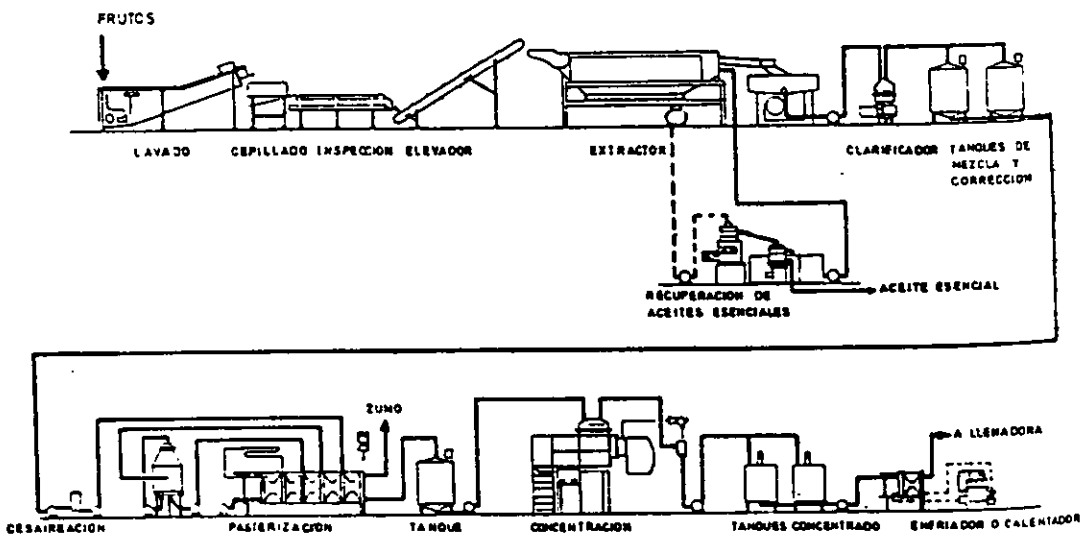 FRUTOS
LAVADO CEPILLADO INSPECCION ELEVADOR EXTRACTOR CLARIFICADOR TANQUES DE
MEZCLA Y
CORRECCION
RECUPERACION DE
ACEITES ESENCIALES
ACEITE ESENCIAL
ZUMO
A LLENADORA
DESAIREACION PASTERIZACION TANQUE CONCENTRACION TANQUES CONCENTRADO ENFRIADOR O CALENTADOR